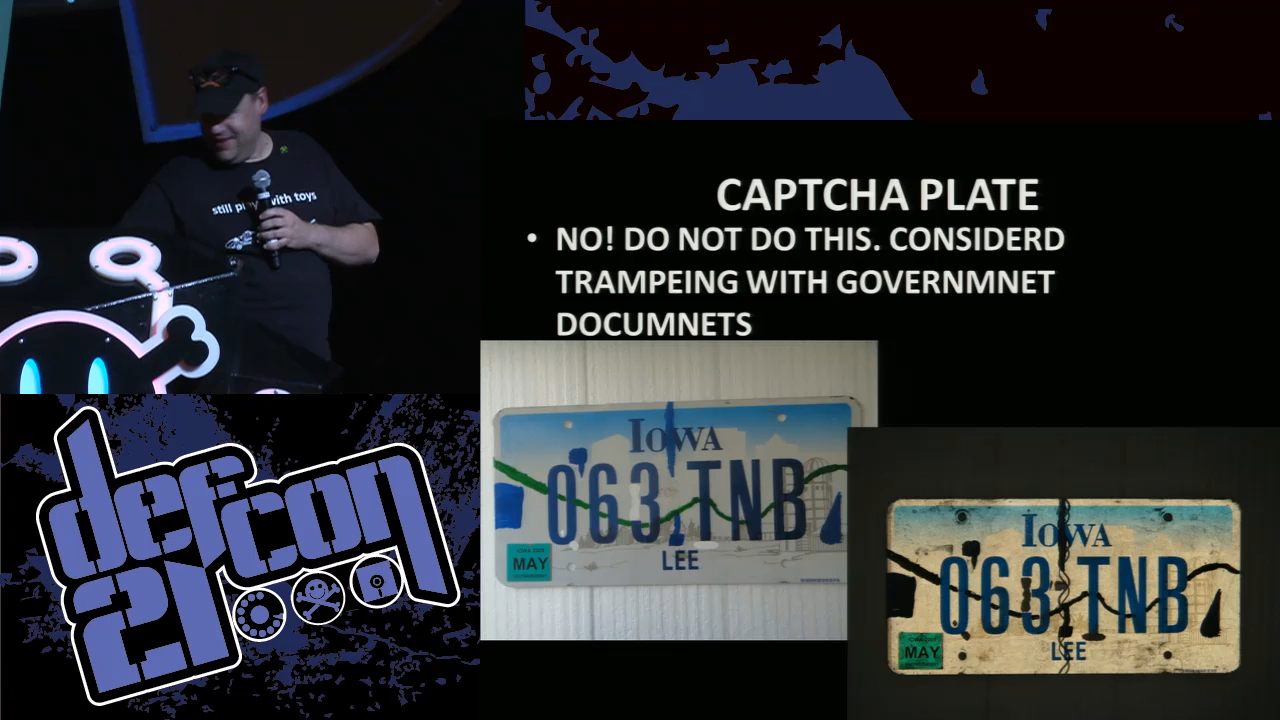 still play with toys
CAPTCHA PLATE
• NO! DO NOT DO THIS. CONSIDERD
TRAMPEING WITH GOVERNMNET
DOCUMNETS
IOWA
063 TNB
MAY
LEE
IOWA
063 TNB
MAY
LEE
defcon
21